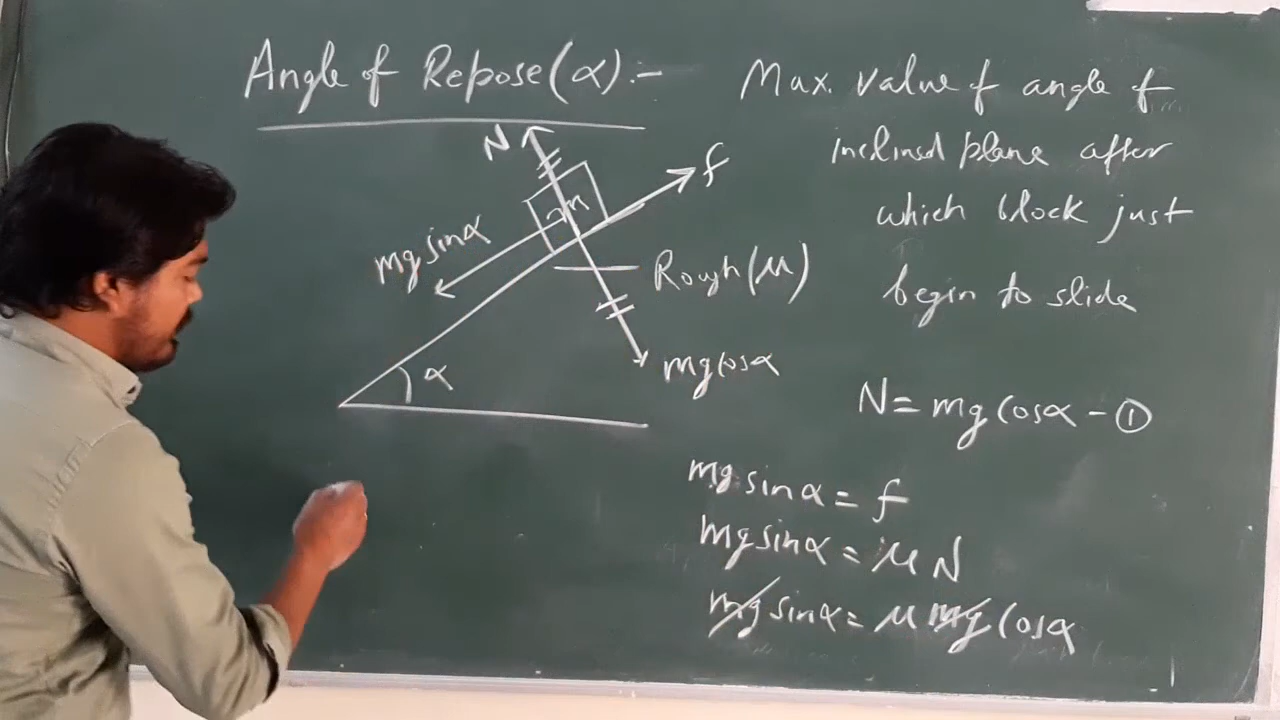 Angle of Repose (α) :-
Max. value of angle of
inclined plane after
which block just
begin to slide
N
f
m
mg sinα
Rough (μ)
mg cosα
α
N = mg cosα - ①
mg sinα = f
mg sinα = μ N
mg sinα = μ mg cosα